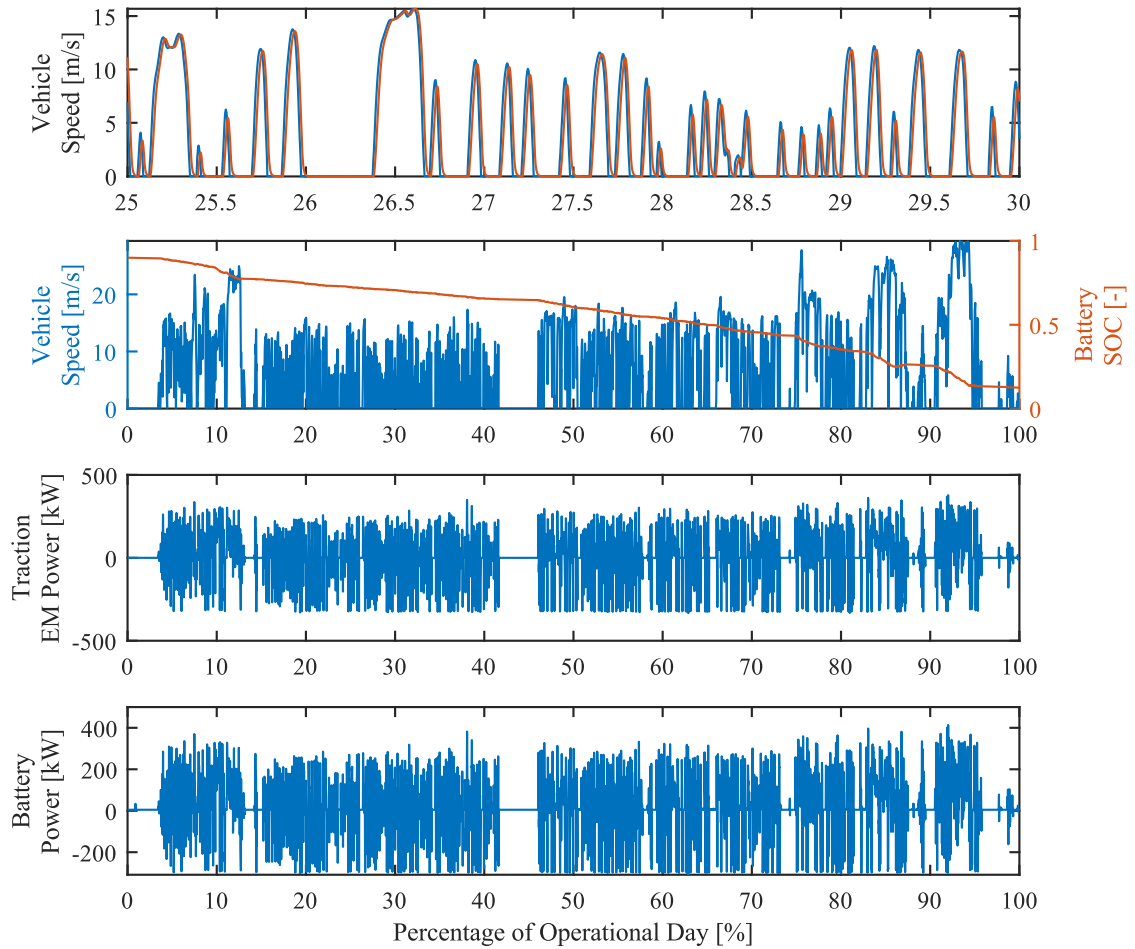 Vehicle
Speed [m/s]
15
10
5
0
25 25.5 26 26.5 27 27.5 28 28.5 29 29.5 30
Vehicle
Speed [m/s]
20
10
0
1
0.5
0
Battery
SOC [-]
0 10 20 30 40 50 60 70 80 90 100
Traction
EM Power [kW]
500
0
-500
0 10 20 30 40 50 60 70 80 90 100
Battery
Power [kW]
400
200
0
-200
0 10 20 30 40 50 60 70 80 90 100
Percentage of Operational Day [%]